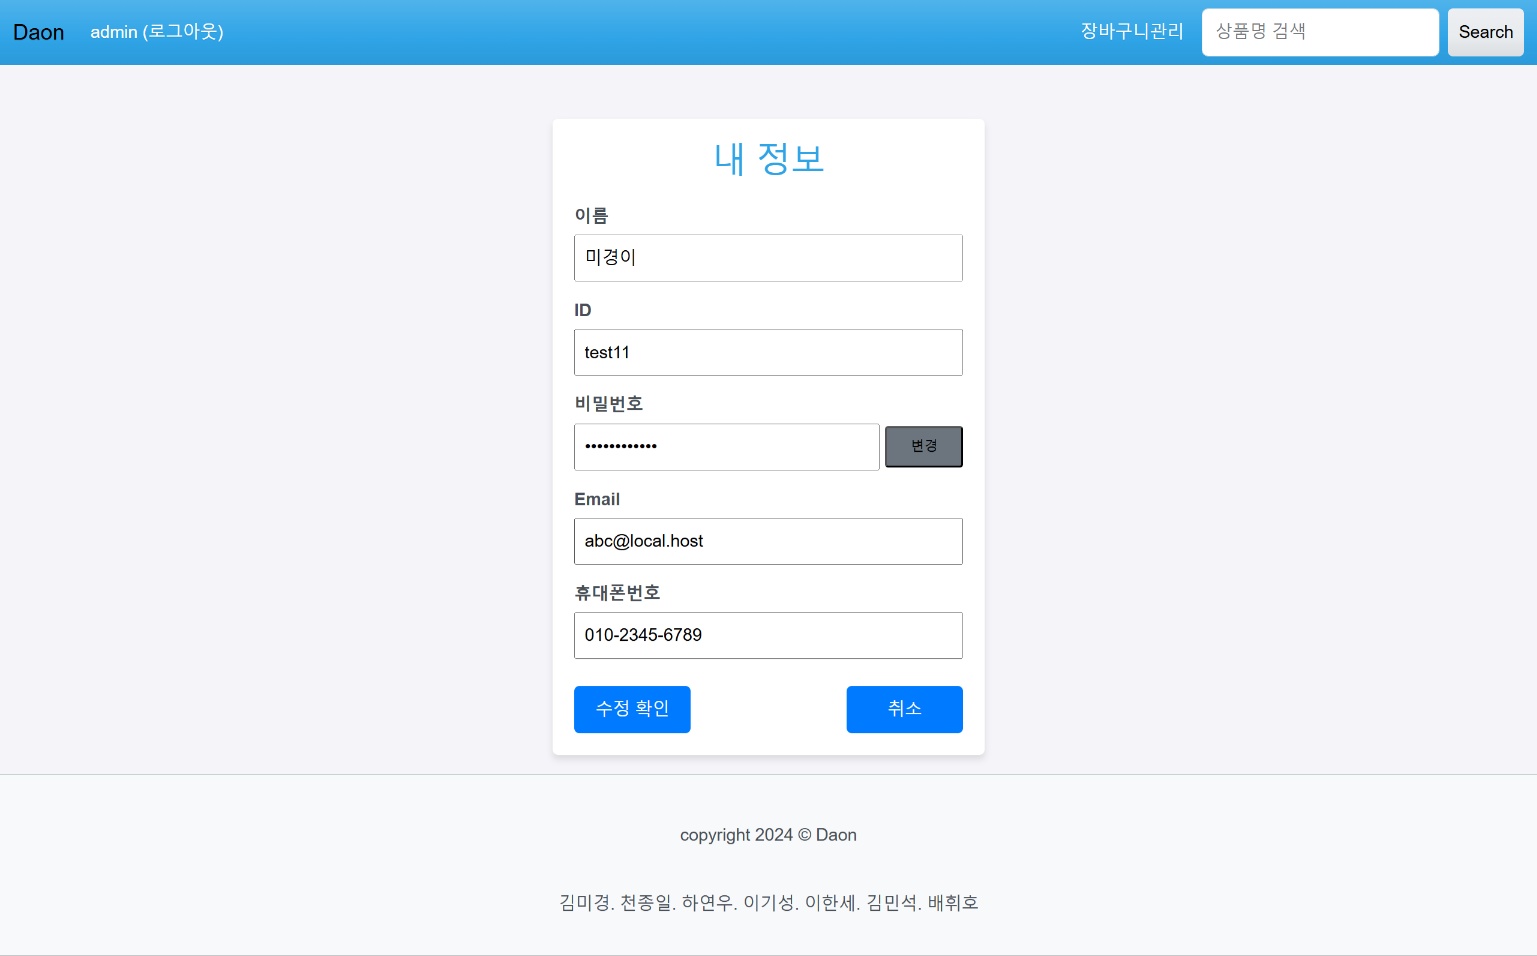 Daon admin (로그아웃) 장바구니관리 상품명 검색 Search
내 정보
이름
미경이
ID
test11
비밀번호
•••••••••••• 변경
Email
abc@local.host
휴대폰번호
010-2345-6789
수정 확인 취소
copyright 2024 © Daon
김미경. 천종일. 하연우. 이기성. 이한세. 김민석. 배휘호